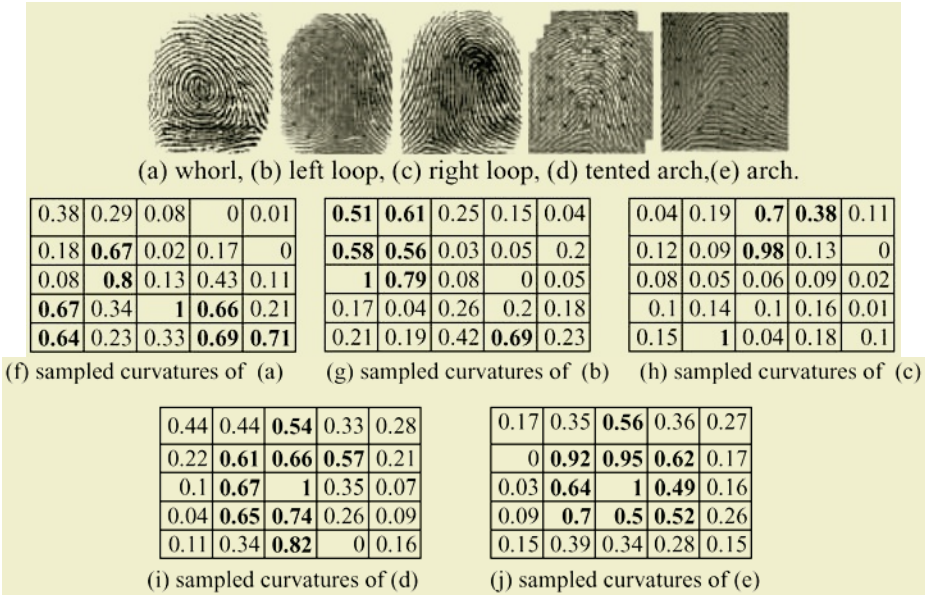 (a) whorl, (b) left loop, (c) right loop, (d) tented arch,(e) arch.
0.38 0.29 0.08 0 0.01
0.18 0.67 0.02 0.17 0
0.08 0.8 0.13 0.43 0.11
0.67 0.34 1 0.66 0.21
0.64 0.23 0.33 0.69 0.71
(f) sampled curvatures of (a)
0.51 0.61 0.25 0.15 0.04
0.58 0.56 0.03 0.05 0.2
1 0.79 0.08 0 0.05
0.17 0.04 0.26 0.2 0.18
0.21 0.19 0.42 0.69 0.23
(g) sampled curvatures of (b)
0.04 0.19 0.7 0.38 0.11
0.12 0.09 0.98 0.13 0
0.08 0.05 0.06 0.09 0.02
0.1 0.14 0.1 0.16 0.01
0.15 1 0.04 0.18 0.1
(h) sampled curvatures of (c)
0.44 0.44 0.54 0.33 0.28
0.22 0.61 0.66 0.57 0.21
0.1 0.67 1 0.35 0.07
0.04 0.65 0.74 0.26 0.09
0.11 0.34 0.82 0 0.16
(i) sampled curvatures of (d)
0.17 0.35 0.56 0.36 0.27
0 0.92 0.95 0.62 0.17
0.03 0.64 1 0.49 0.16
0.09 0.7 0.5 0.52 0.26
0.15 0.39 0.34 0.28 0.15
(j) sampled curvatures of (e)